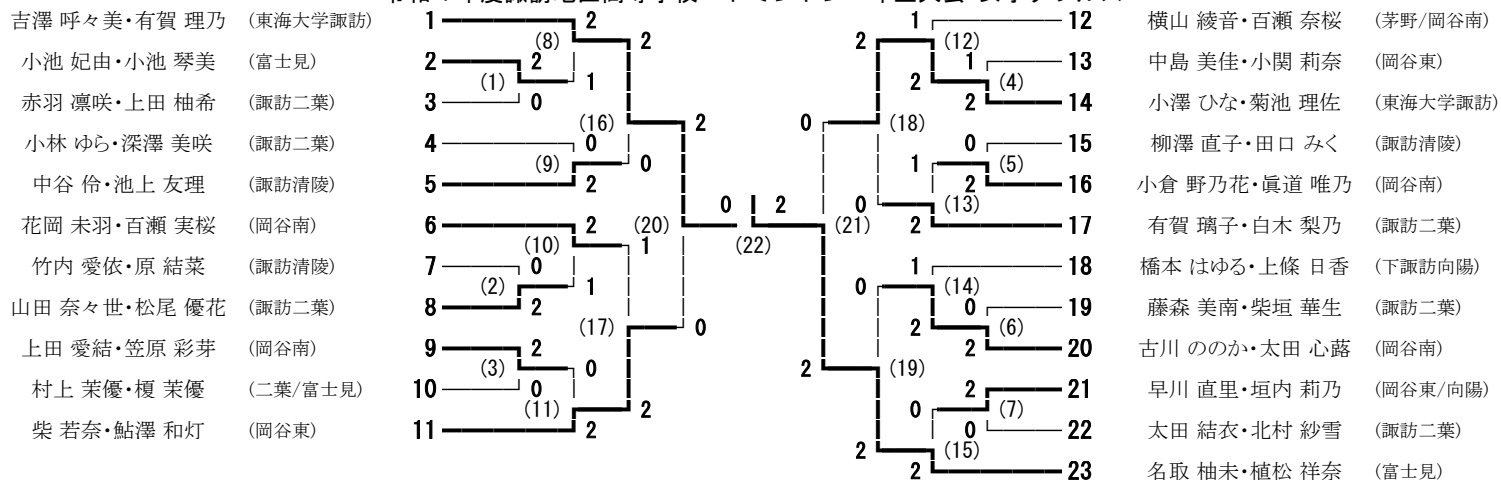 吉澤 呼々美・有賀 理乃 (東海大学諏訪) 1 2
(8) 2
小池 妃由・小池 琴美 (富士見) 2 2
(1) 1
赤羽 凛咲・上田 柚希 (諏訪二葉) 3 0
(16) 2
小林 ゆら・深澤 美咲 (諏訪二葉) 4 0
(9) 0
中谷 伶・池上 友理 (諏訪清陵) 5 2
花岡 未羽・百瀬 実桜 (岡谷南) 6 2 (20) 0
(10) 1
竹内 愛依・原 結菜 (諏訪清陵) 7 0
(2) 1
山田 奈々世・松尾 優花 (諏訪二葉) 8 2
(17) 0
上田 愛結・笠原 彩芽 (岡谷南) 9 2
(3) 0
村上 茉優・榎 茉優 (二葉/富士見) 10 0
(11) 2
柴 若奈・鮎澤 和灯 (岡谷東) 11 2
(22)
1 12 横山 綾音・百瀬 奈桜 (茅野/岡谷南)
2 (12)
1 13 中島 美佳・小関 莉奈 (岡谷東)
2 (4)
2 14 小澤 ひな・菊池 理佐 (東海大学諏訪)
0 (18)
0 15 柳澤 直子・田口 みく (諏訪清陵)
1 (5)
2 16 小倉 野乃花・眞道 唯乃 (岡谷南)
0 (13)
2 (21) 2 17 有賀 璃子・白木 梨乃 (諏訪二葉)
1 18 橋本 はゆる・上條 日香 (下諏訪向陽)
0 (14)
0 19 藤森 美南・柴垣 華生 (諏訪二葉)
2 (6)
2 20 古川 ののか・太田 心蕗 (岡谷南)
2 (19)
2 21 早川 直里・垣内 莉乃 (岡谷東/向陽)
0 (7)
0 22 太田 結衣・北村 紗雪 (諏訪二葉)
2 (15)
2 23 名取 柚未・植松 祥奈 (富士見)